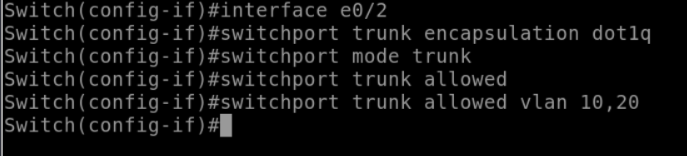 Switch(config-if)#interface e0/2
Switch(config-if)#switchport trunk encapsulation dot1q
Switch(config-if)#switchport mode trunk
Switch(config-if)#switchport trunk allowed
Switch(config-if)#switchport trunk allowed vlan 10,20
Switch(config-if)#